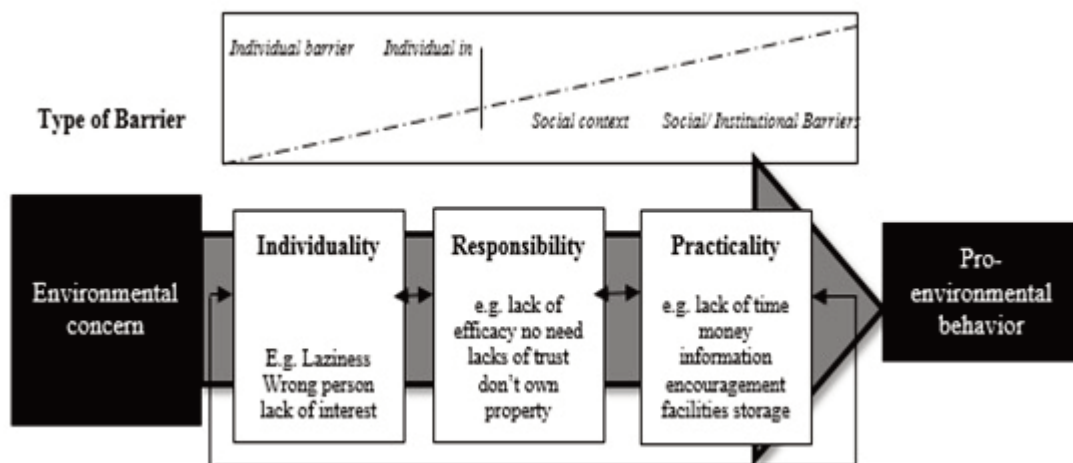 Individual barrier
Individual in
Type of Barrier
Social context
Social/ Institutional Barriers
Environmental
concern
Individuality
E.g. Laziness
Wrong person
lack of interest
Responsibility
e.g. lack of
efficacy no need
lacks of trust
don't own
property
Practicality
e.g. lack of time
money
information
encouragement
facilities storage
Pro-
environmental
behavior